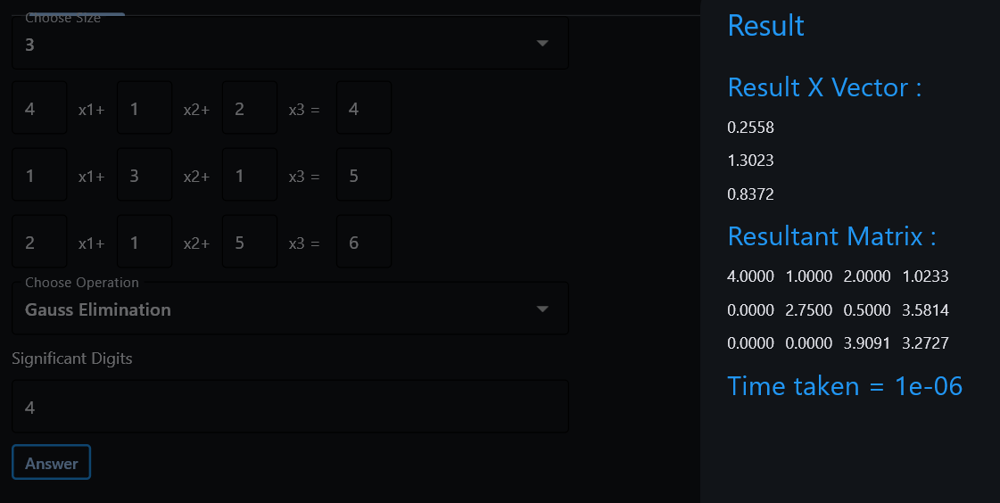 Choose Size
3
4 x1+ 1 x2+ 2 x3 = 4
1 x1+ 3 x2+ 1 x3 = 5
2 x1+ 1 x2+ 5 x3 = 6
Choose Operation
Gauss Elimination
Significant Digits
4
Answer
Result
Result X Vector :
0.2558
1.3023
0.8372
Resultant Matrix :
4.0000 1.0000 2.0000 1.0233
0.0000 2.7500 0.5000 3.5814
0.0000 0.0000 3.9091 3.2727
Time taken = 1e-06